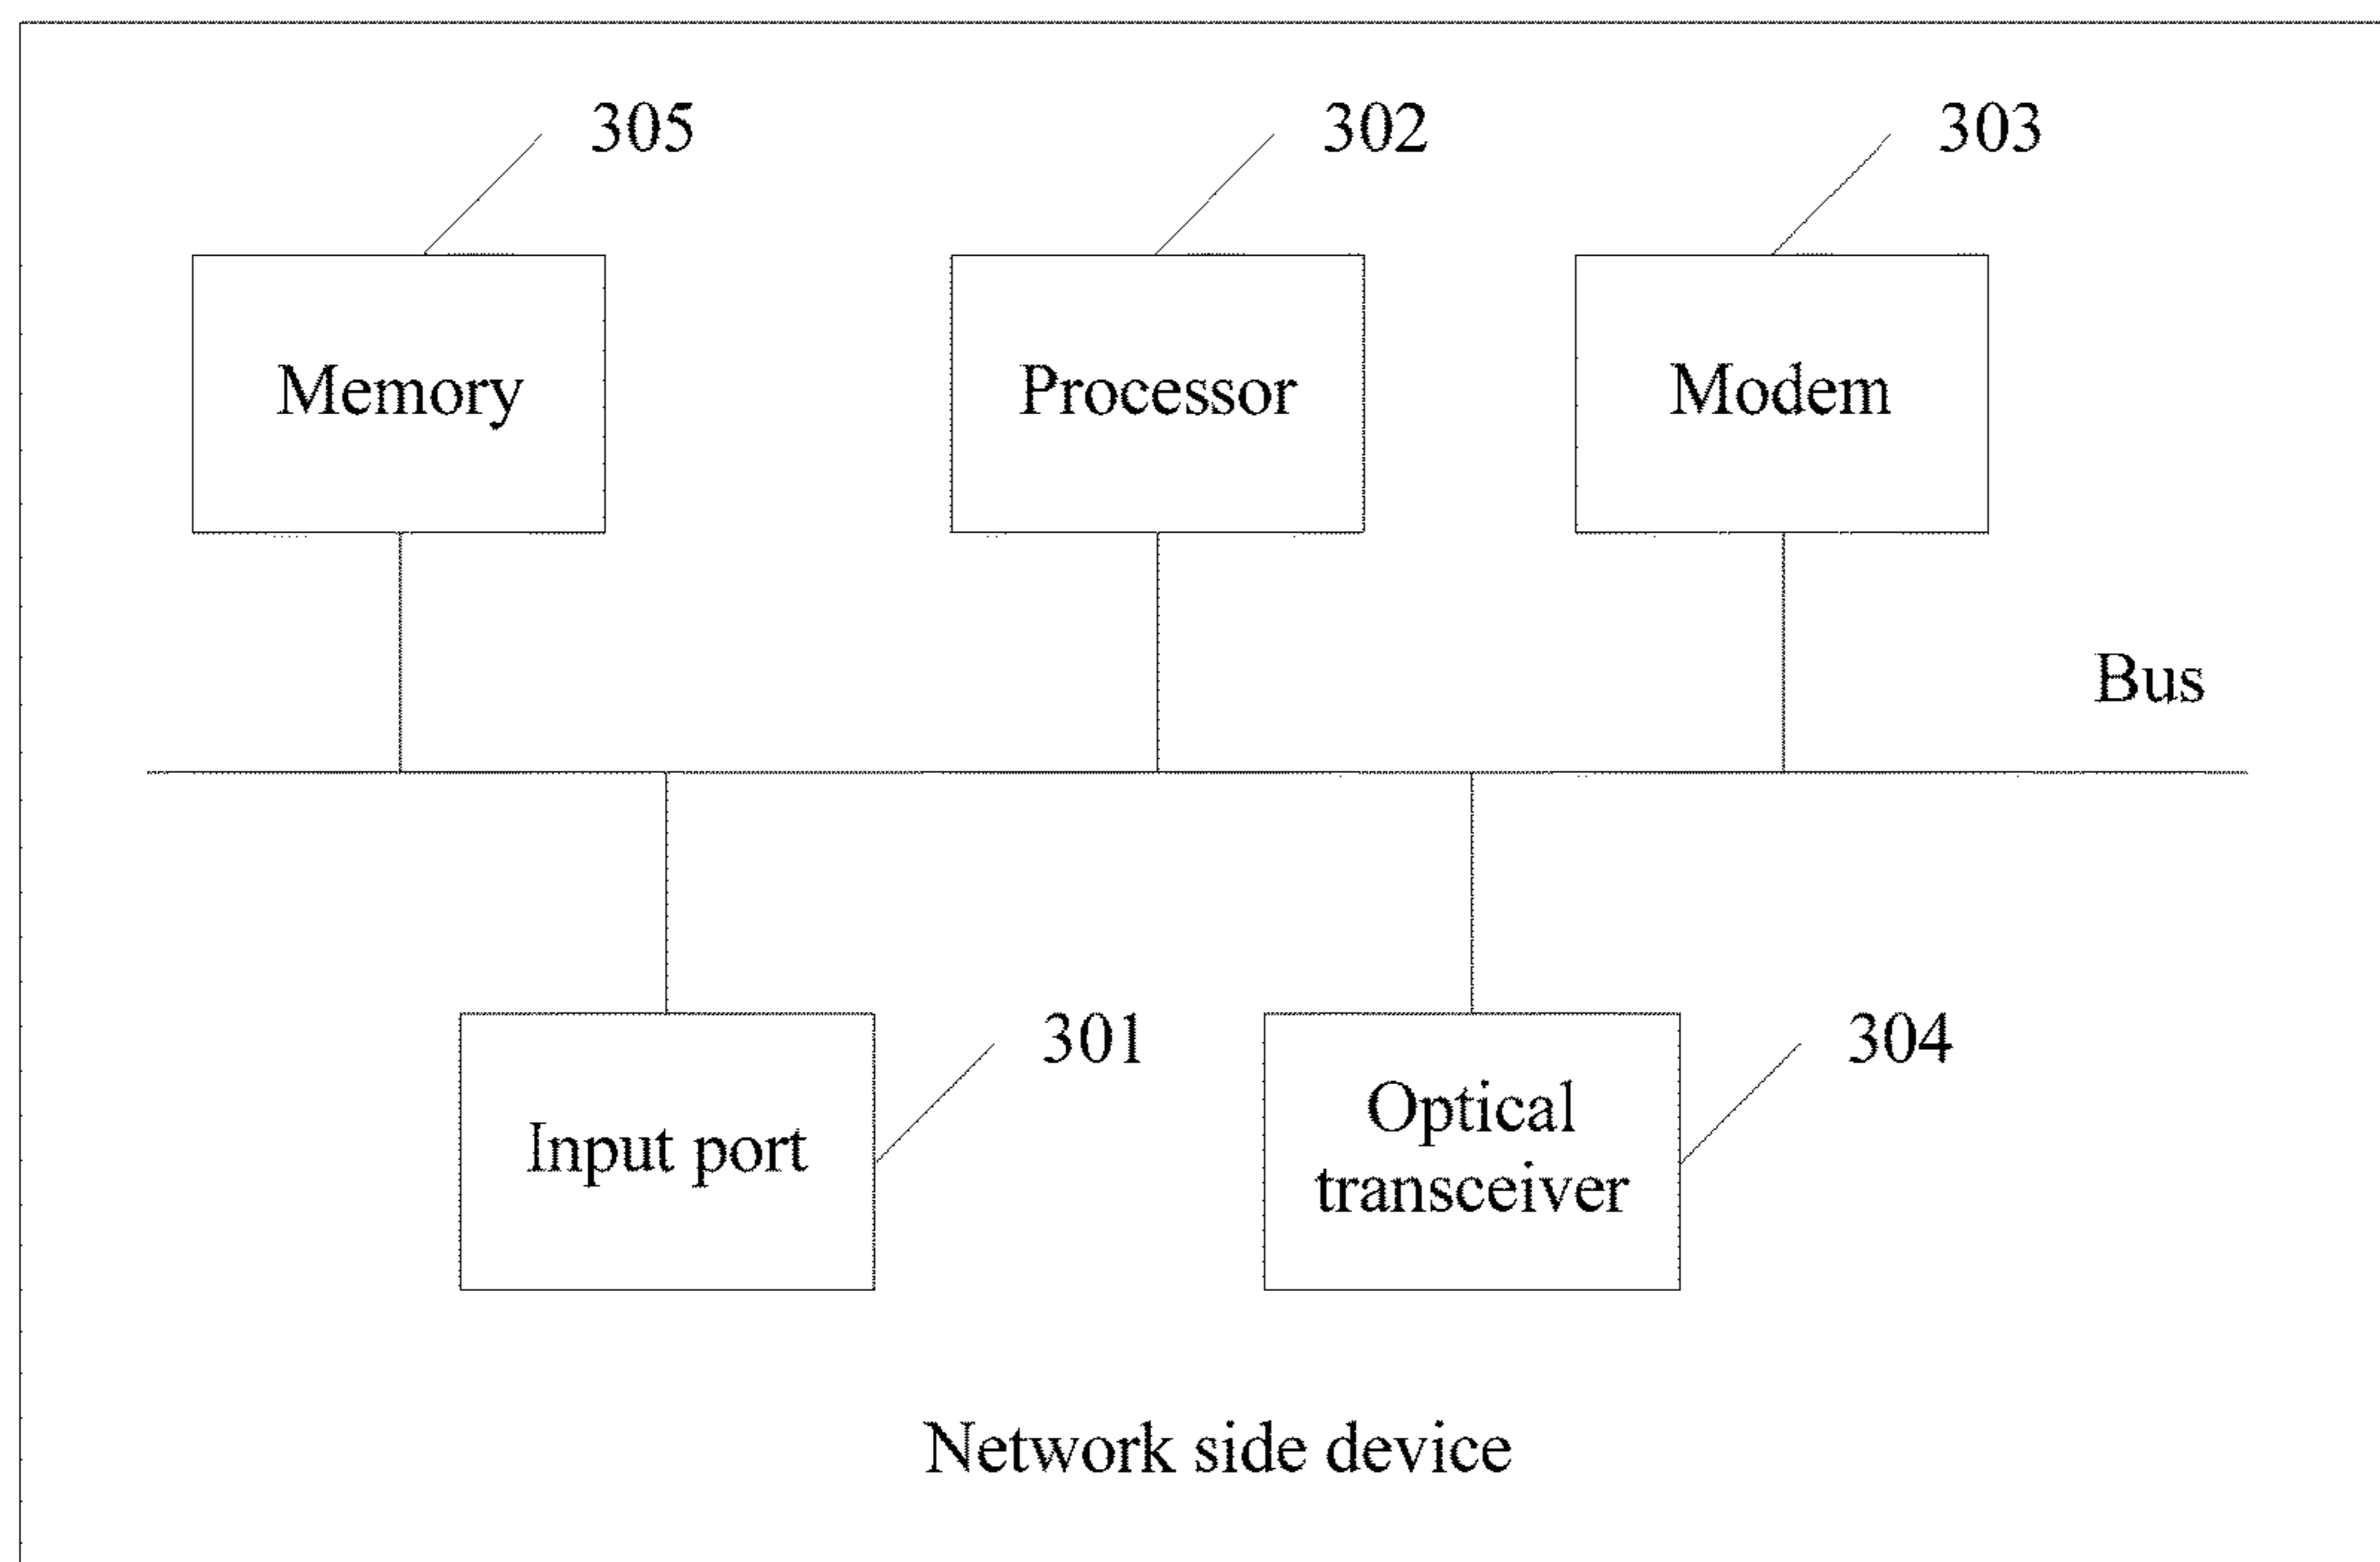 305
302
303
Memory
Processor
Modem
Bus
301
304
Input port
Optical
transceiver
Network side device